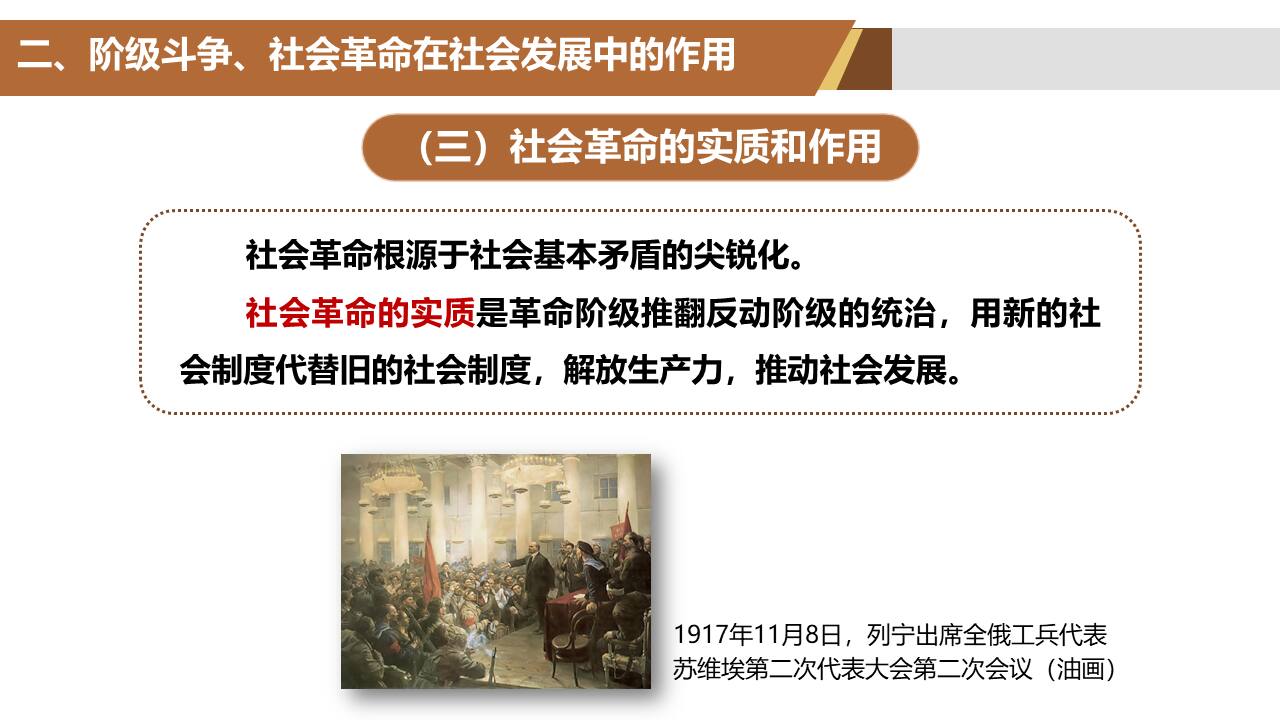 二、阶级斗争、社会革命在社会发展中的作用
（三）社会革命的实质和作用
社会革命根源于社会基本矛盾的尖锐化。
社会革命的实质是革命阶级推翻反动阶级的统治，用新的社
会制度代替旧的社会制度，解放生产力，推动社会发展。
1917年11月8日，列宁出席全俄工兵代表
苏维埃第二次代表大会第二次会议（油画）